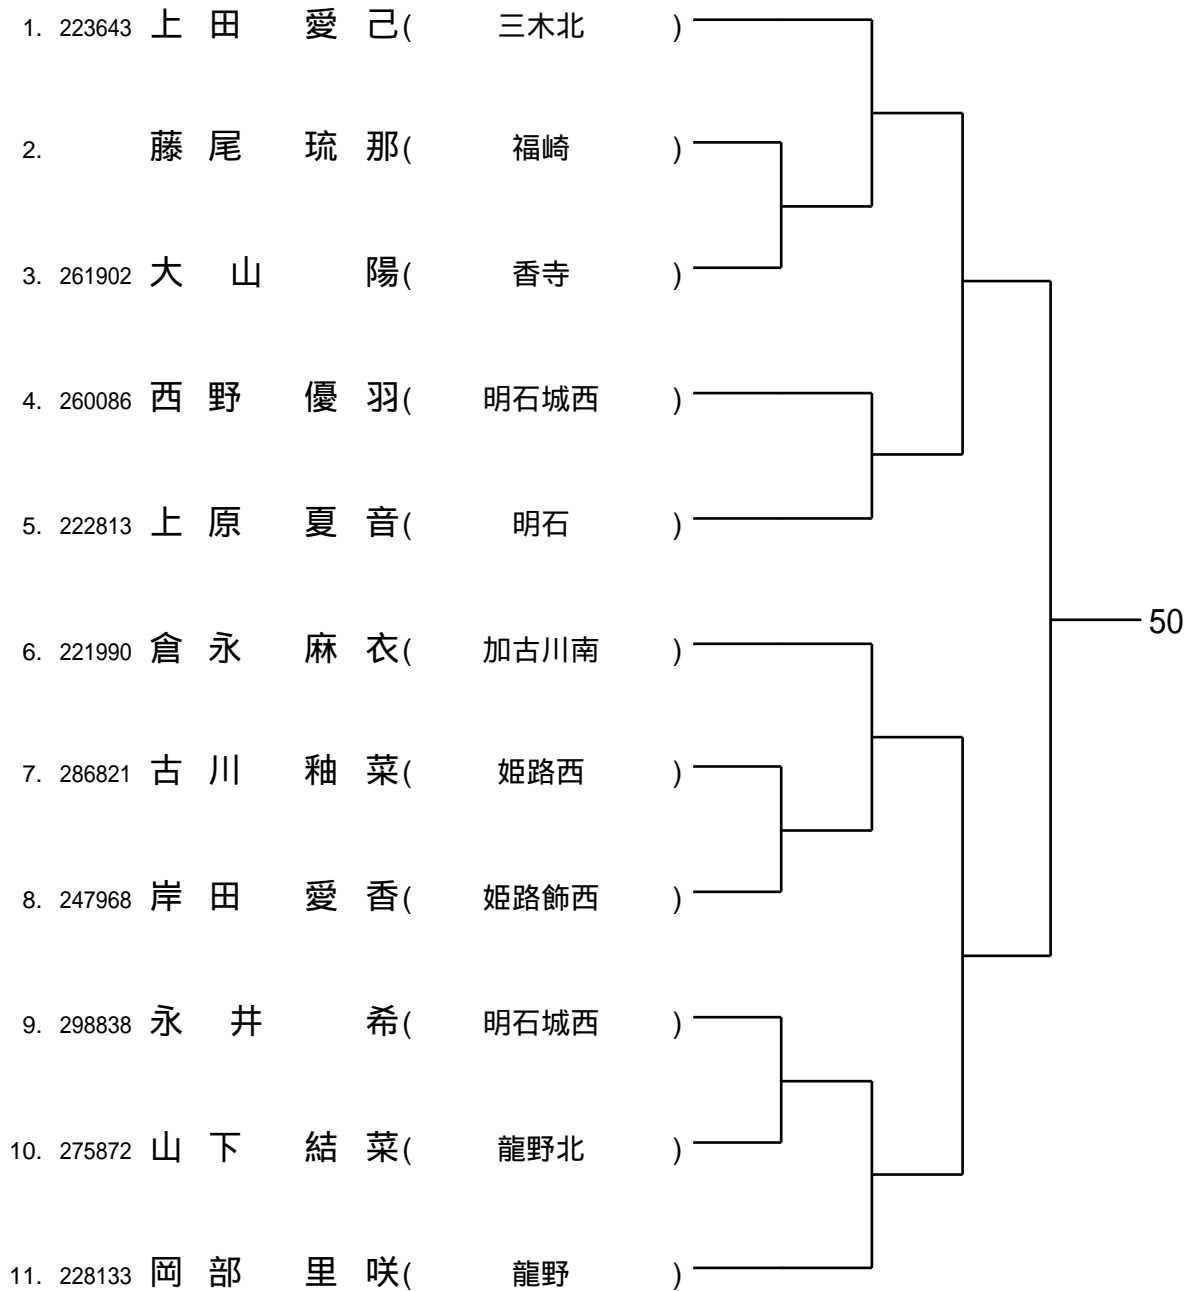 1. 223643 上田 愛己( 三木北 )
2. 藤尾 琉那( 福崎 )
3. 261902 大山 陽( 香寺 )
4. 260086 西野 優羽( 明石城西 )
5. 222813 上原 夏音( 明石 )
50
6. 221990 倉永 麻衣( 加古川南 )
7. 286821 古川 釉菜( 姫路西 )
8. 247968 岸田 愛香( 姫路飾西 )
9. 298838 永井 希( 明石城西 )
10. 275872 山下 結菜( 龍野北 )
11. 228133 岡部 里咲( 龍野 )